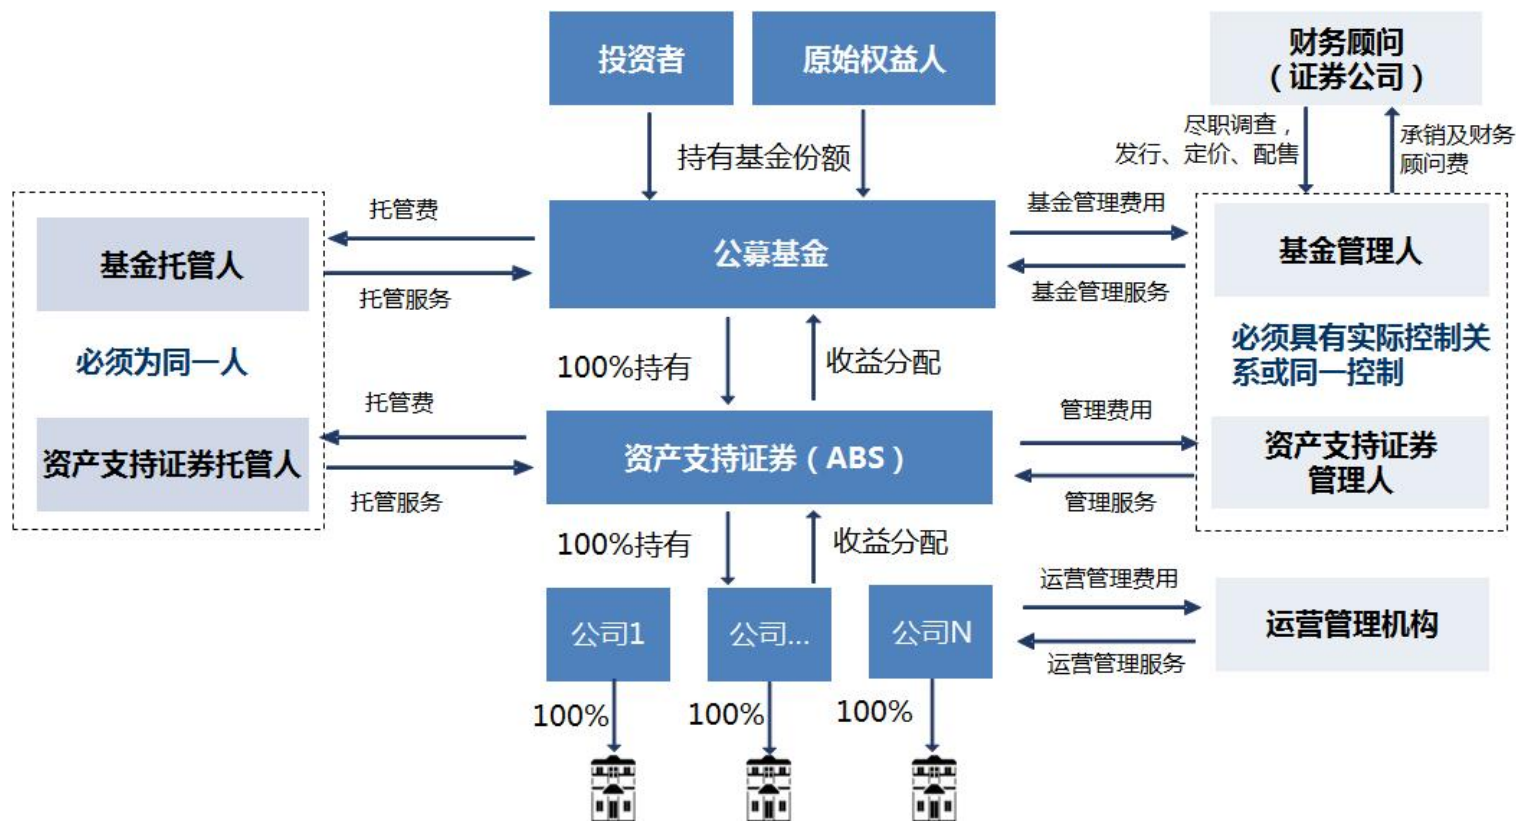 投资者
原始权益人
财务顾问
（证券公司）
持有基金份额
尽职调查，
发行、定价、配售
承销及财务
顾问费
托管费
基金管理费用
基金托管人
公募基金
基金管理人
托管服务
基金管理服务
必须为同一人
100%持有
收益分配
必须具有实际控制关
系或同一控制
托管费
管理费用
资产支持证券托管人
资产支持证券（ABS）
资产支持证券
管理人
托管服务
管理服务
100%持有
收益分配
运营管理费用
公司1
公司...
公司N
运营管理机构
运营管理服务
100%
100%
100%